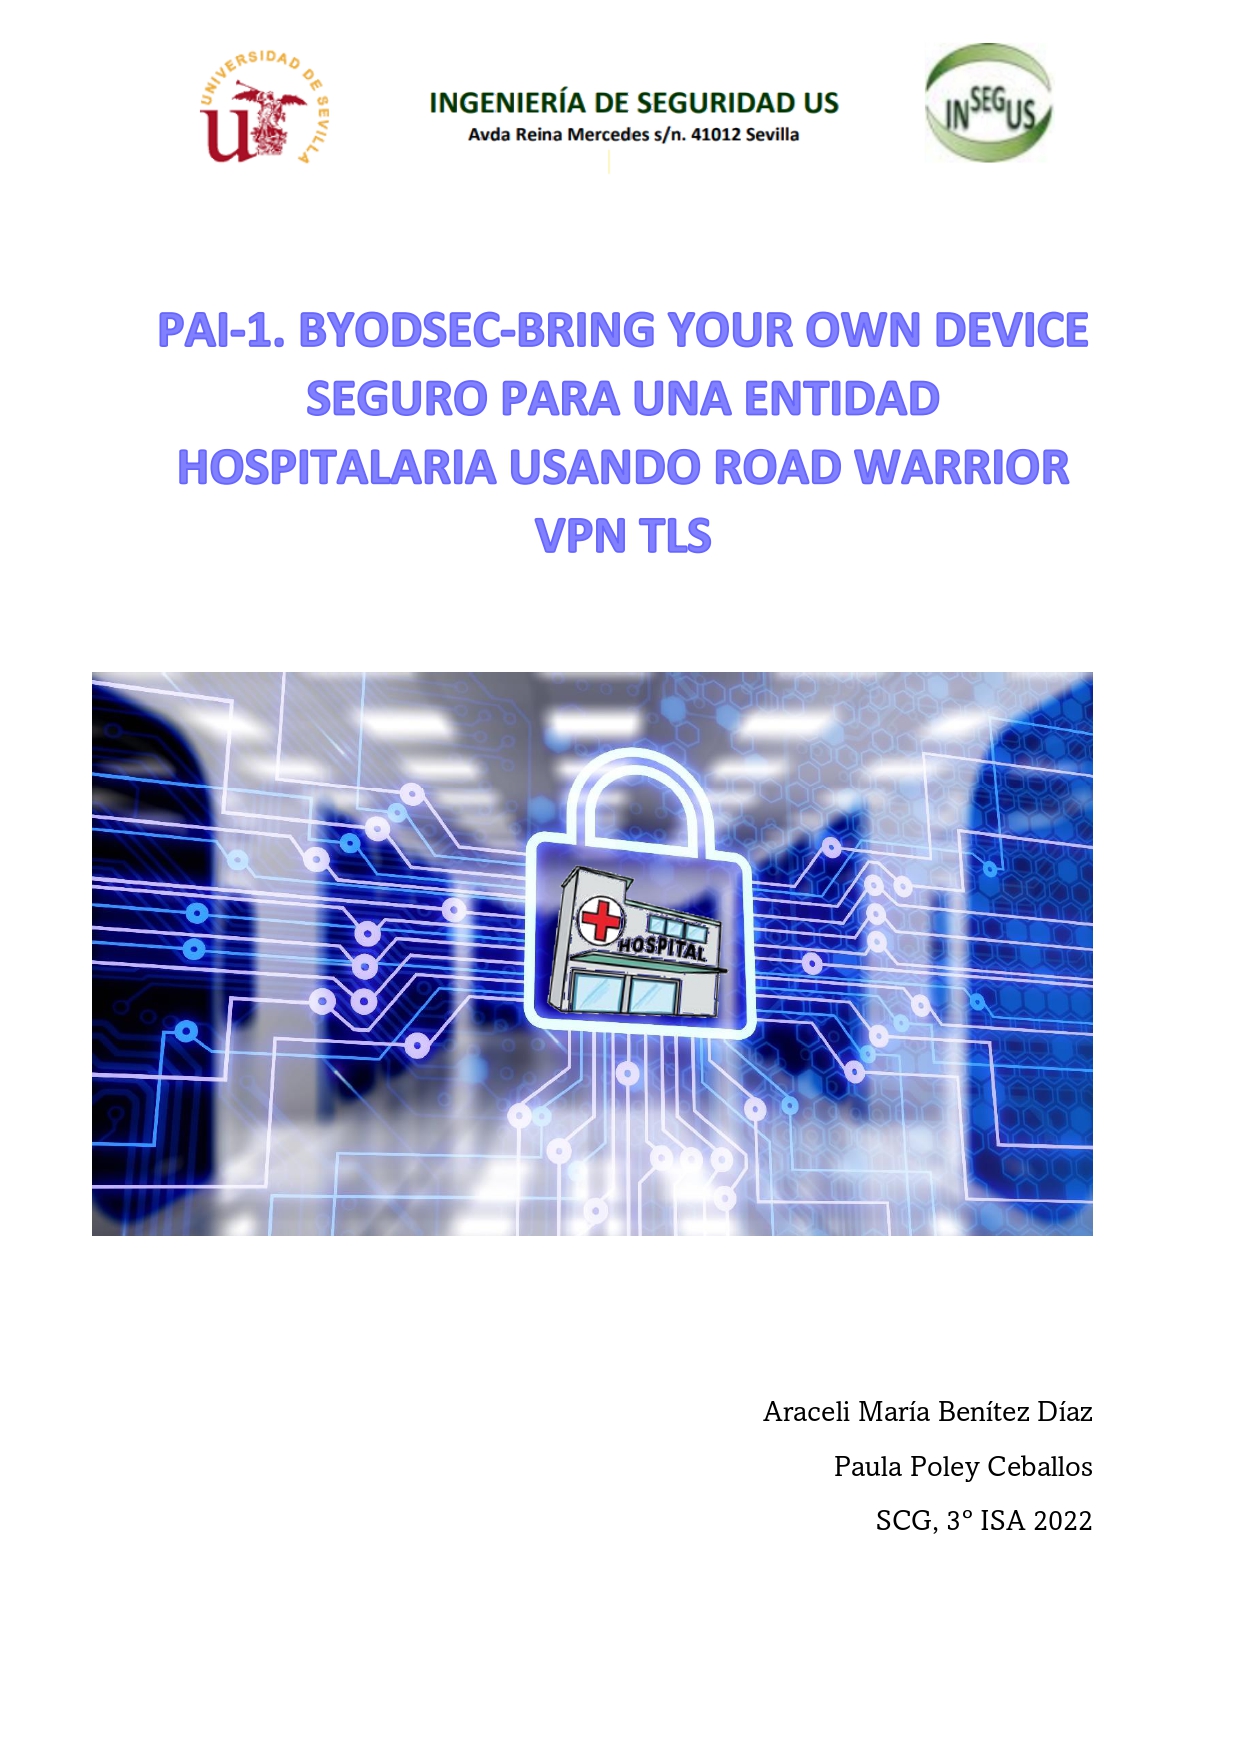 UNIVERSIDAD DE SEVILLA
INGENIERÍA DE SEGURIDAD US
Avda Reina Mercedes s/n. 41012 Sevilla
INSEGUS
PAI-1. BYODSEC-BRING YOUR OWN DEVICE
SEGURO PARA UNA ENTIDAD
HOSPITALARIA USANDO ROAD WARRIOR
VPN TLS
HOSPITAL
Araceli María Benítez Díaz
Paula Poley Ceballos
SCG, 3º ISA 2022